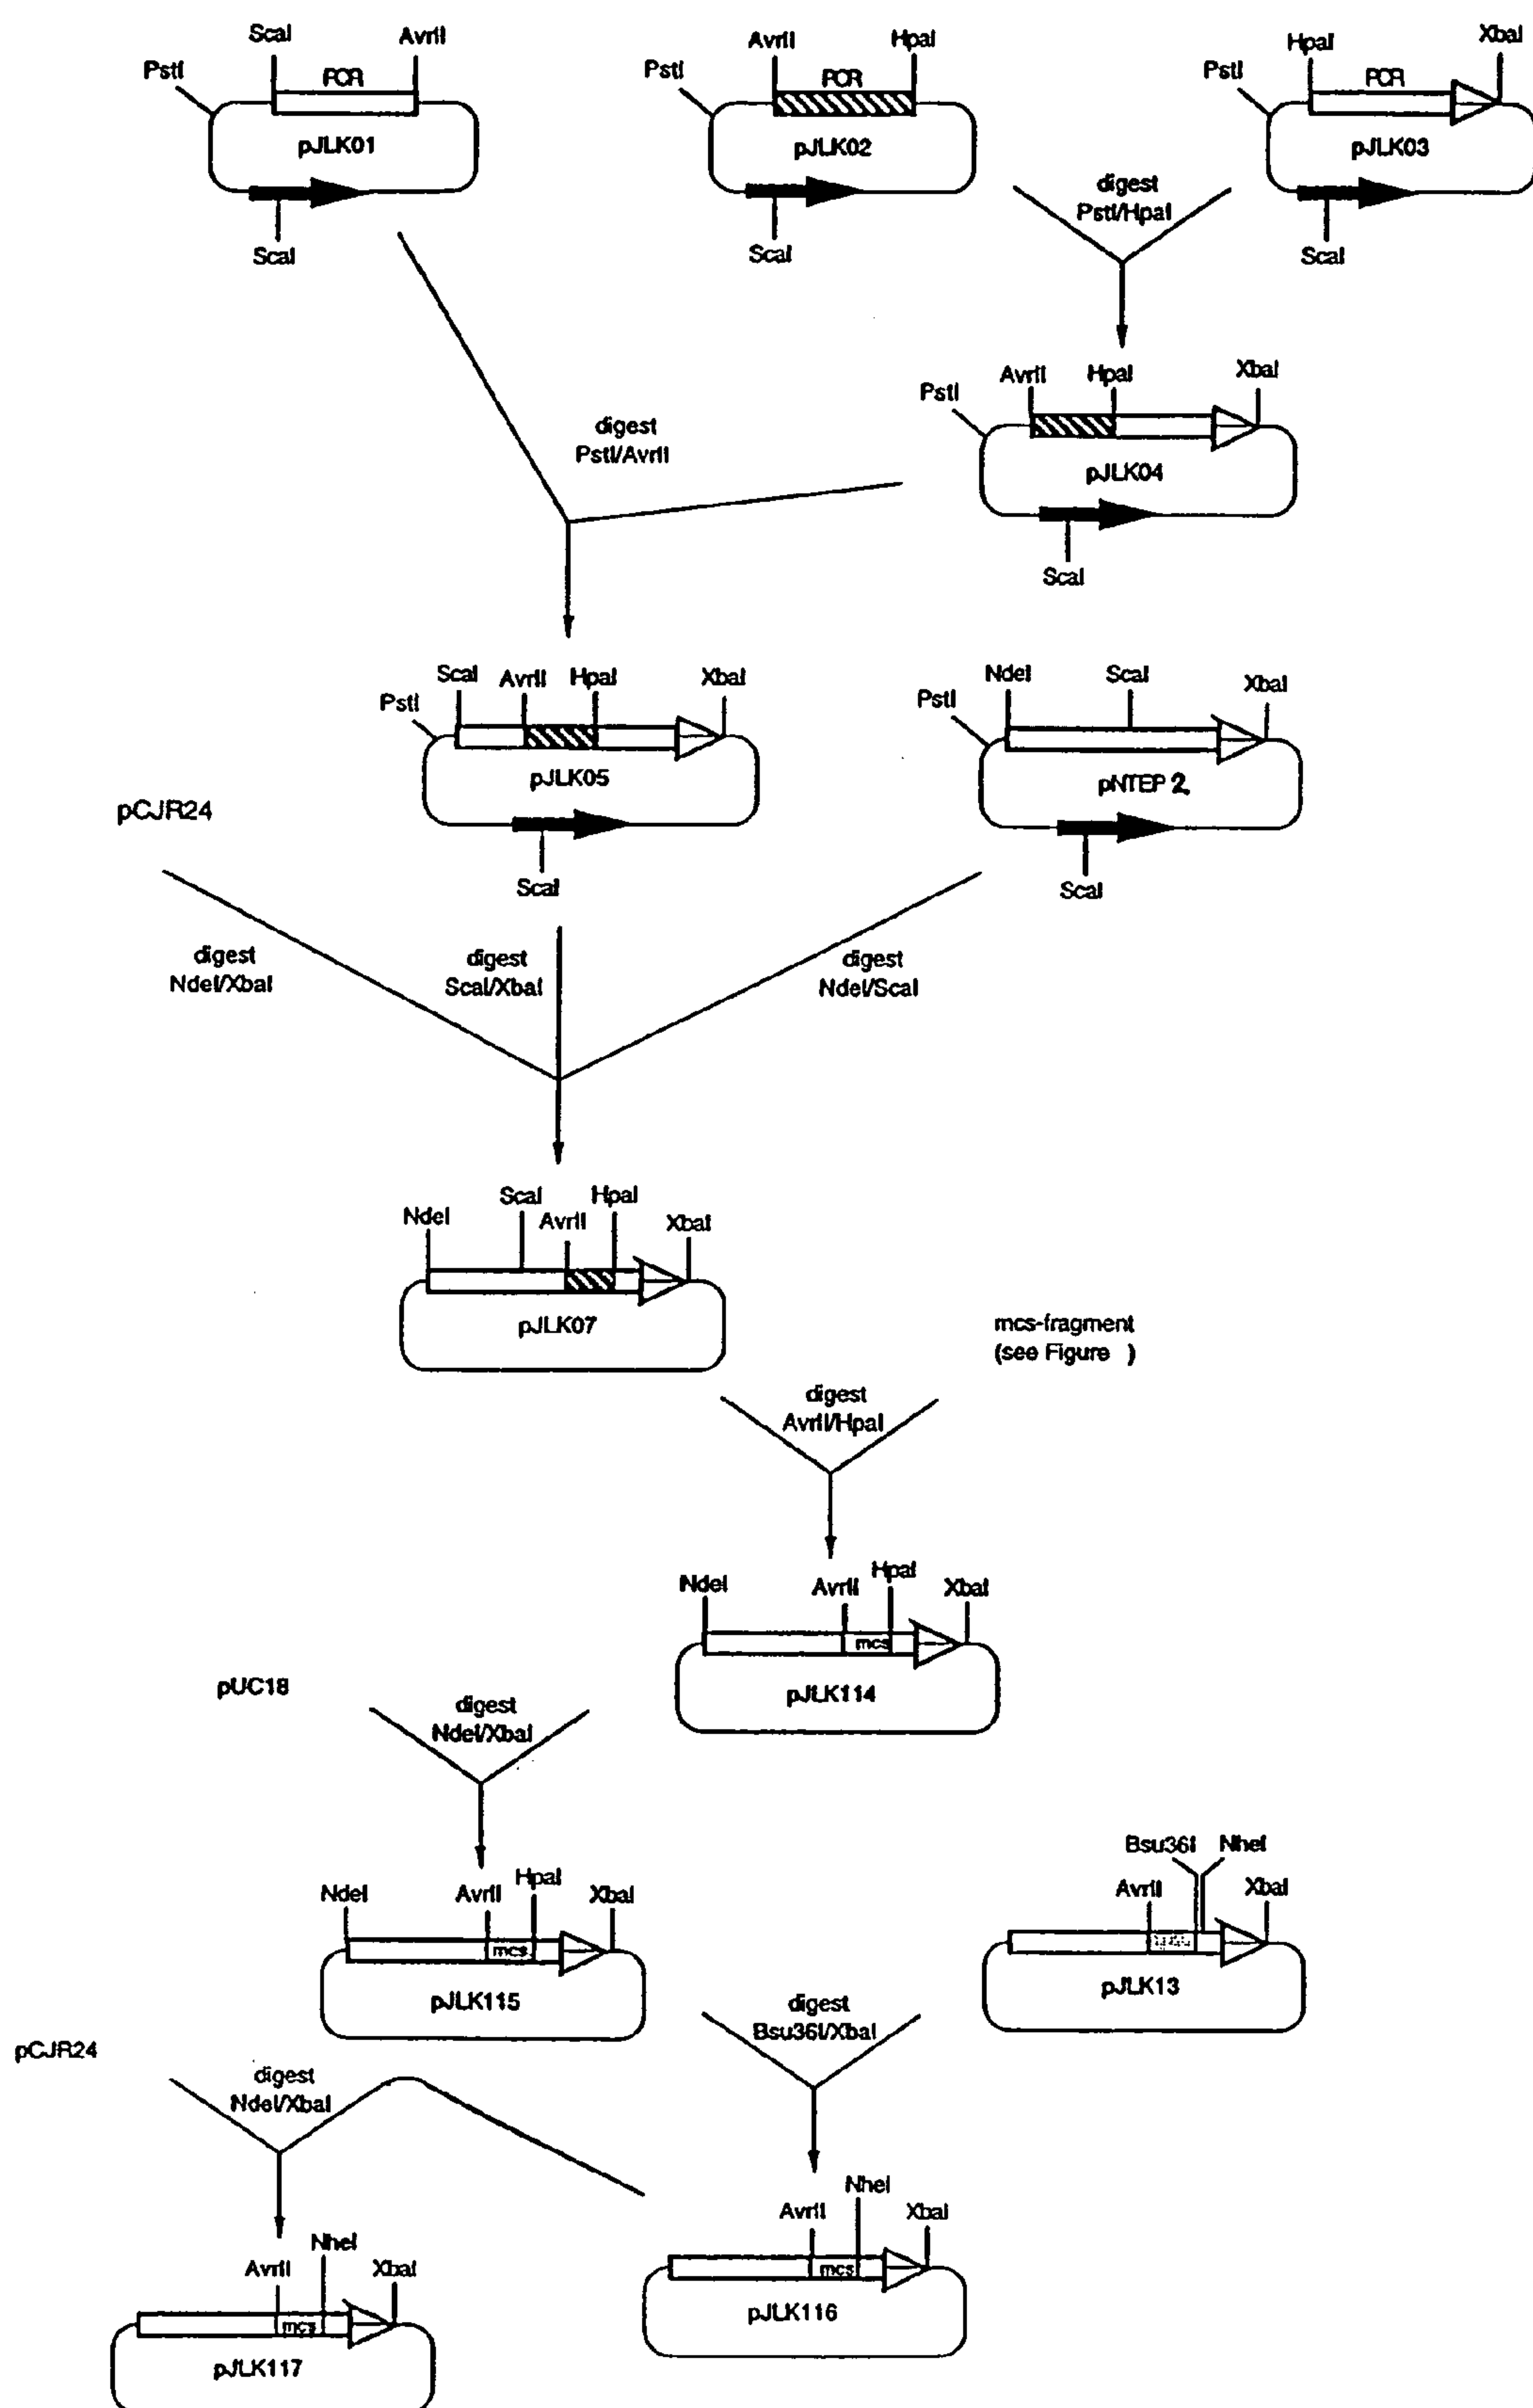 ScaI
AvrII
PstI
PCR
pJLK01
ScaI
AvrII
HpaI
PstI
PCR
pJLK02
ScaI
HpaI
XbaI
PstI
PCR
pJLK03
ScaI
digest
PstI/HpaI
PstI
AvrII
HpaI
XbaI
pJLK04
ScaI
digest
PstI/AvrII
PstI
ScaI
AvrII
HpaI
XbaI
pJLK05
ScaI
PstI
NdeI
ScaI
XbaI
pNTEP 2.
ScaI
pCJR24
digest
NdeI/XbaI
digest
ScaI/XbaI
digest
NdeI/ScaI
NdeI
ScaI
AvrII
HpaI
XbaI
pJLK07
mcs-fragment
(see Figure )
digest
AvrII/HpaI
NdeI
AvrII
HpaI
XbaI
mcs
pJLK114
pUC18
digest
NdeI/XbaI
NdeI
AvrII
HpaI
XbaI
mcs
pJLK115
Bsu36I
NheI
AvrII
XbaI
pJLK13
digest
Bsu36I/XbaI
pCJR24
digest
NdeI/XbaI
AvrII
NheI
XbaI
mcs
pJLK116
AvrII
NheI
XbaI
mcs
pJLK117